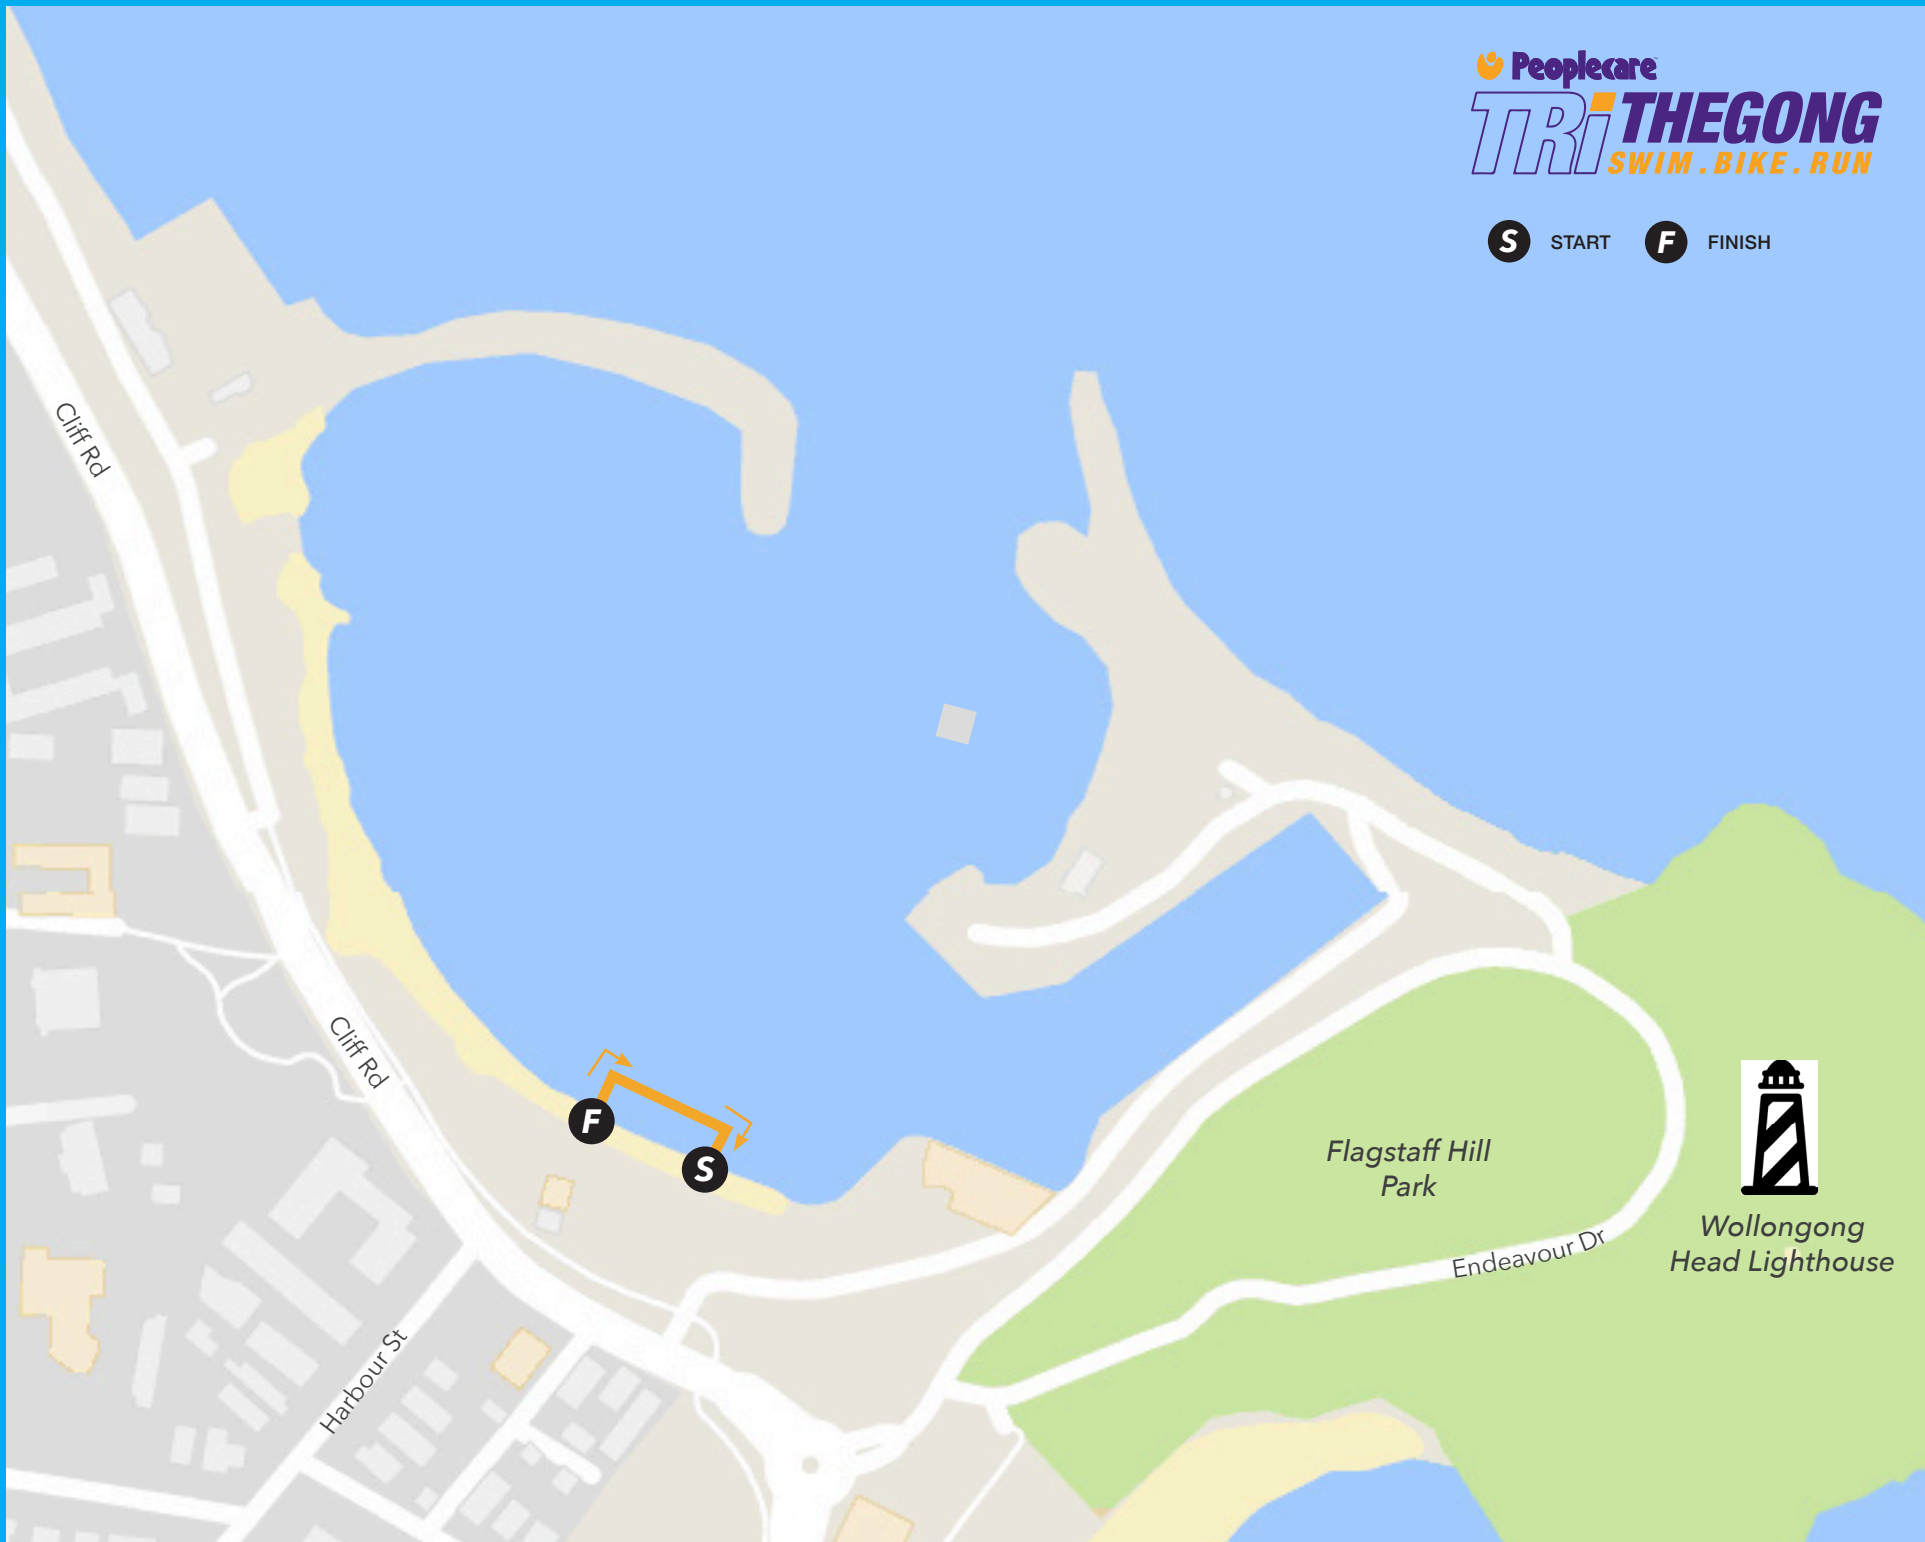 Peoplecare
TRi THEGONG
SWIM.BIKE.RUN
S START F FINISH
Cliff Rd
Cliff Rd
F
S
Flagstaff Hill
Park
Wollongong
Head Lighthouse
Endeavour Dr
Harbour St